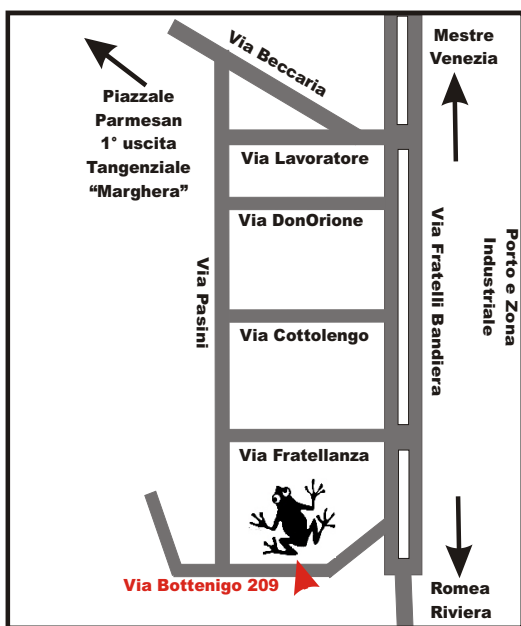 Mestre
Venezia
Via Beccaria
Piazzale
Parmesan
1° uscita
Tangenziale
“Marghera”
Via Lavoratore
Via DonOrione
Via Pasini
Via Fratelli Bandiera
Porto e Zona
Industriale
Via Cottolengo
Via Fratellanza
Via Bottenigo 209
Romea
Riviera